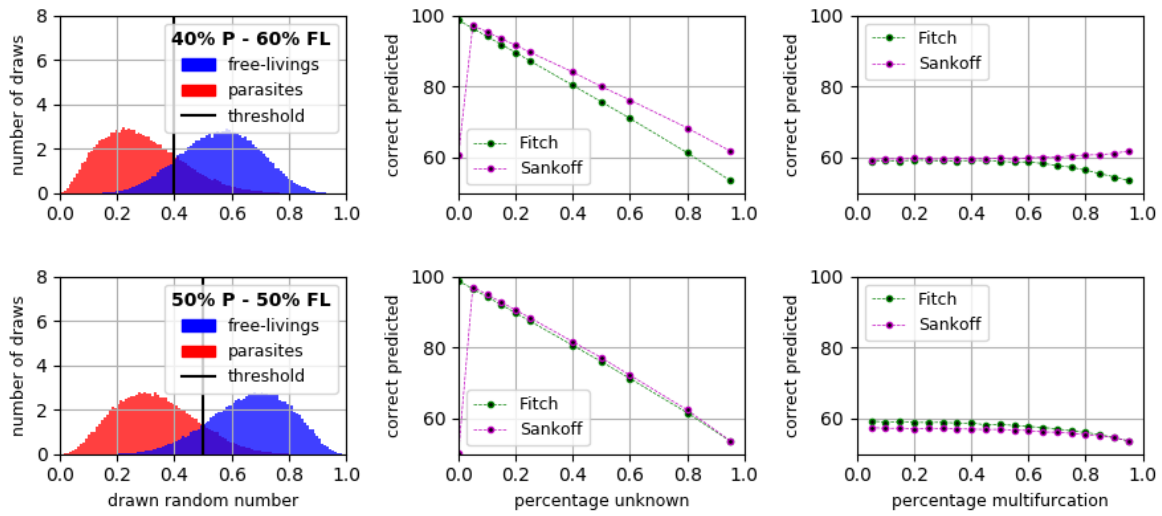 number of draws
8
6
4
2
0
40% P - 60% FL
free-livings
parasites
threshold
0.0 0.2 0.4 0.6 0.8 1.0
correct predicted
100
80
60
Fitch
Sankoff
0.0 0.2 0.4 0.6 0.8 1.0
correct predicted
100
80
60
Fitch
Sankoff
0.0 0.2 0.4 0.6 0.8 1.0
number of draws
8
6
4
2
0
50% P - 50% FL
free-livings
parasites
threshold
0.0 0.2 0.4 0.6 0.8 1.0
drawn random number
correct predicted
100
80
60
Fitch
Sankoff
0.0 0.2 0.4 0.6 0.8 1.0
percentage unknown
correct predicted
100
80
60
Fitch
Sankoff
0.0 0.2 0.4 0.6 0.8 1.0
percentage multifurcation